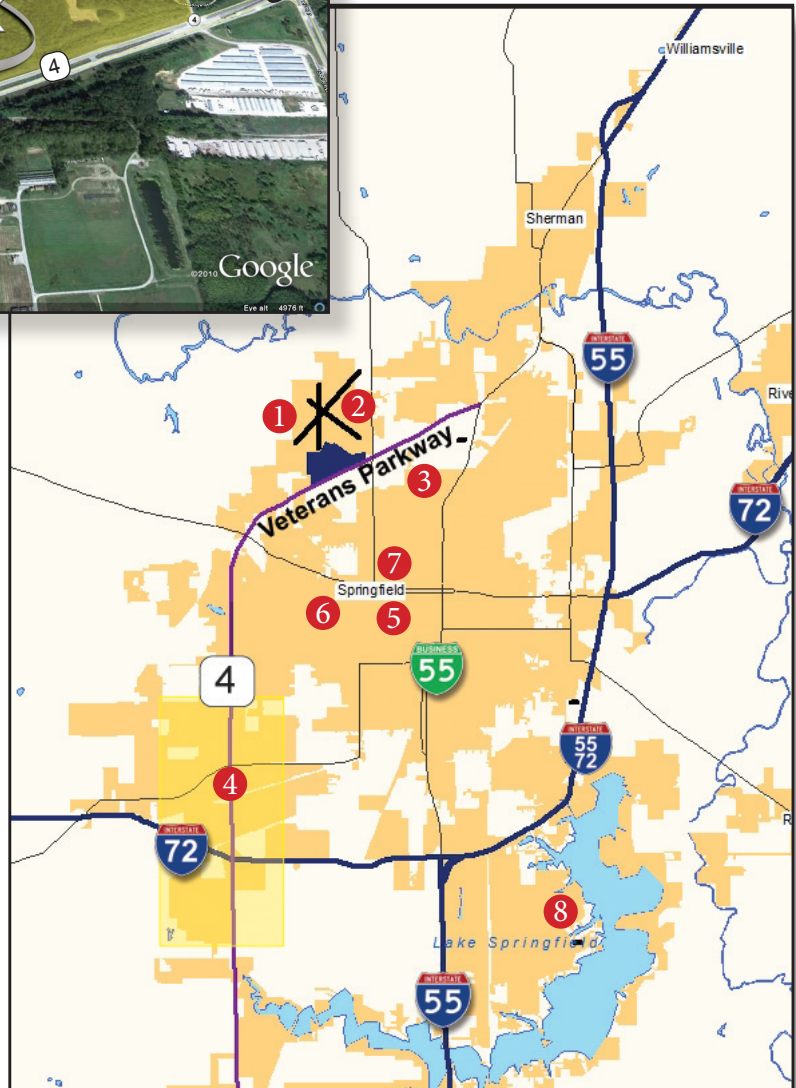 4
4
©2010 Google
Eye alt 4976 ft
Williamsville
Sherman
INTERSTATE
55
1
2
Veterans Parkway
3
INTERSTATE
72
7
Springfield
6
5
BUSINESS
55
4
INTERSTATE
55
72
4
INTERSTATE
72
8
Lake Springfield
INTERSTATE
55